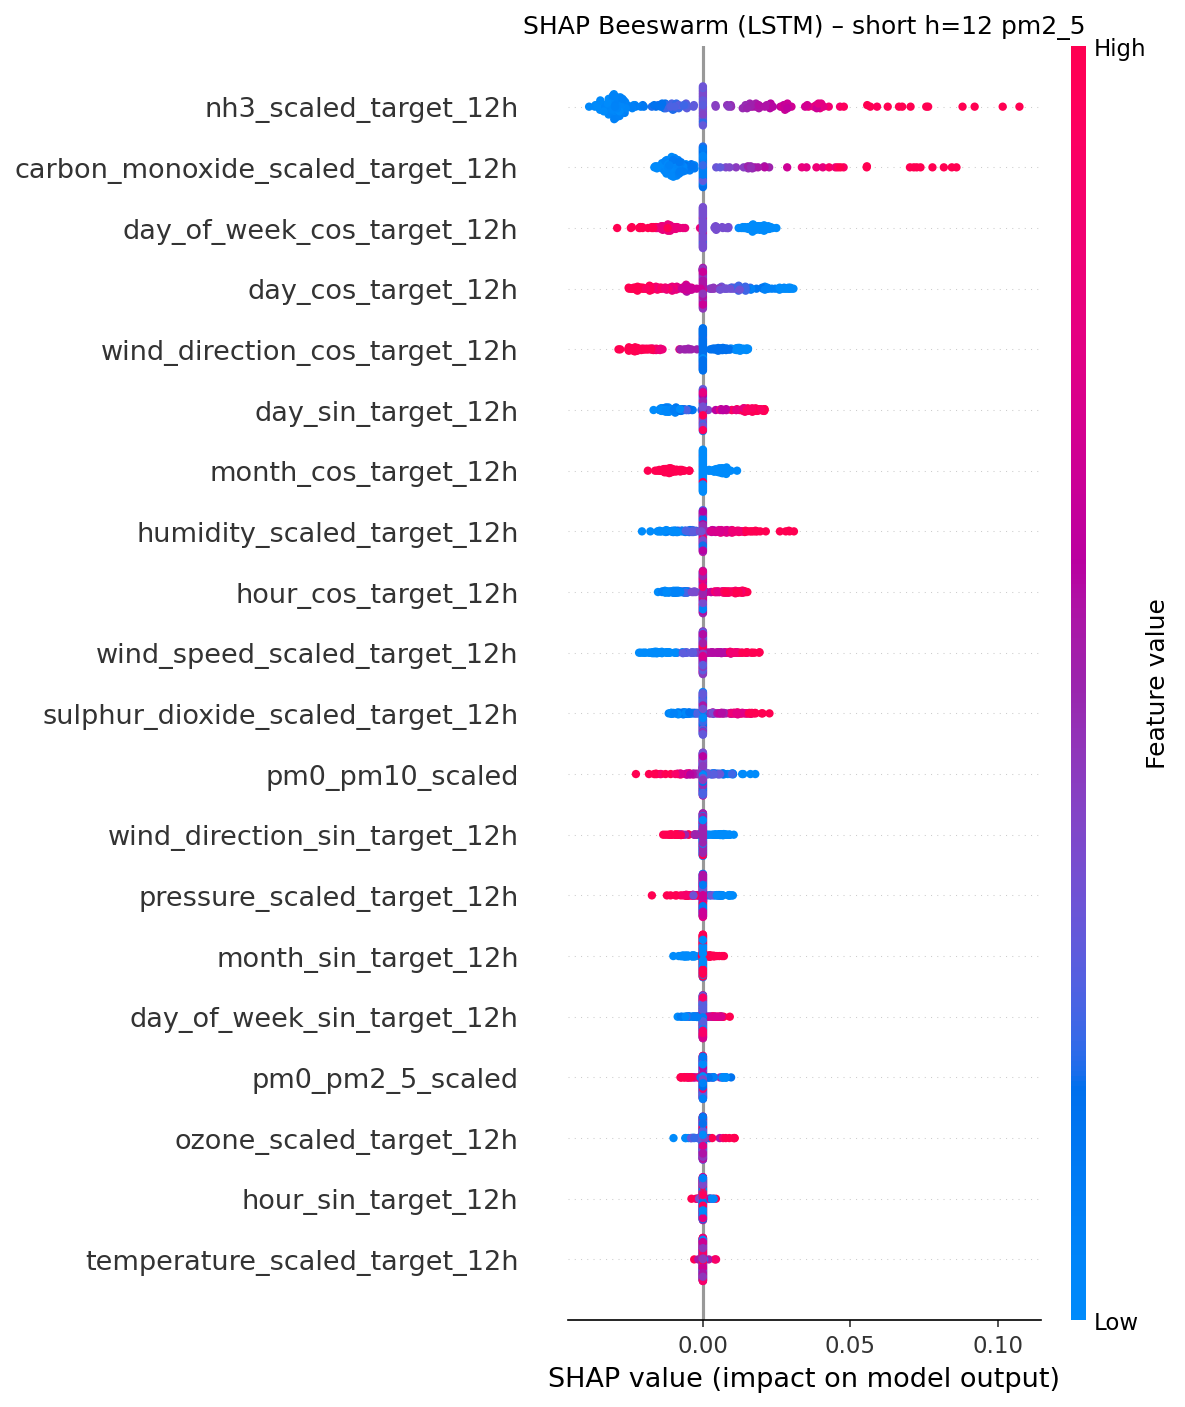 SHAP Beeswarm (LSTM) – short h=12 pm2_5
High
nh3_scaled_target_12h
carbon_monoxide_scaled_target_12h
day_of_week_cos_target_12h
day_cos_target_12h
wind_direction_cos_target_12h
day_sin_target_12h
month_cos_target_12h
humidity_scaled_target_12h
hour_cos_target_12h
wind_speed_scaled_target_12h
sulphur_dioxide_scaled_target_12h
pm0_pm10_scaled
wind_direction_sin_target_12h
pressure_scaled_target_12h
month_sin_target_12h
day_of_week_sin_target_12h
pm0_pm2_5_scaled
ozone_scaled_target_12h
hour_sin_target_12h
temperature_scaled_target_12h
Feature value
Low
0.00 0.05 0.10
SHAP value (impact on model output)